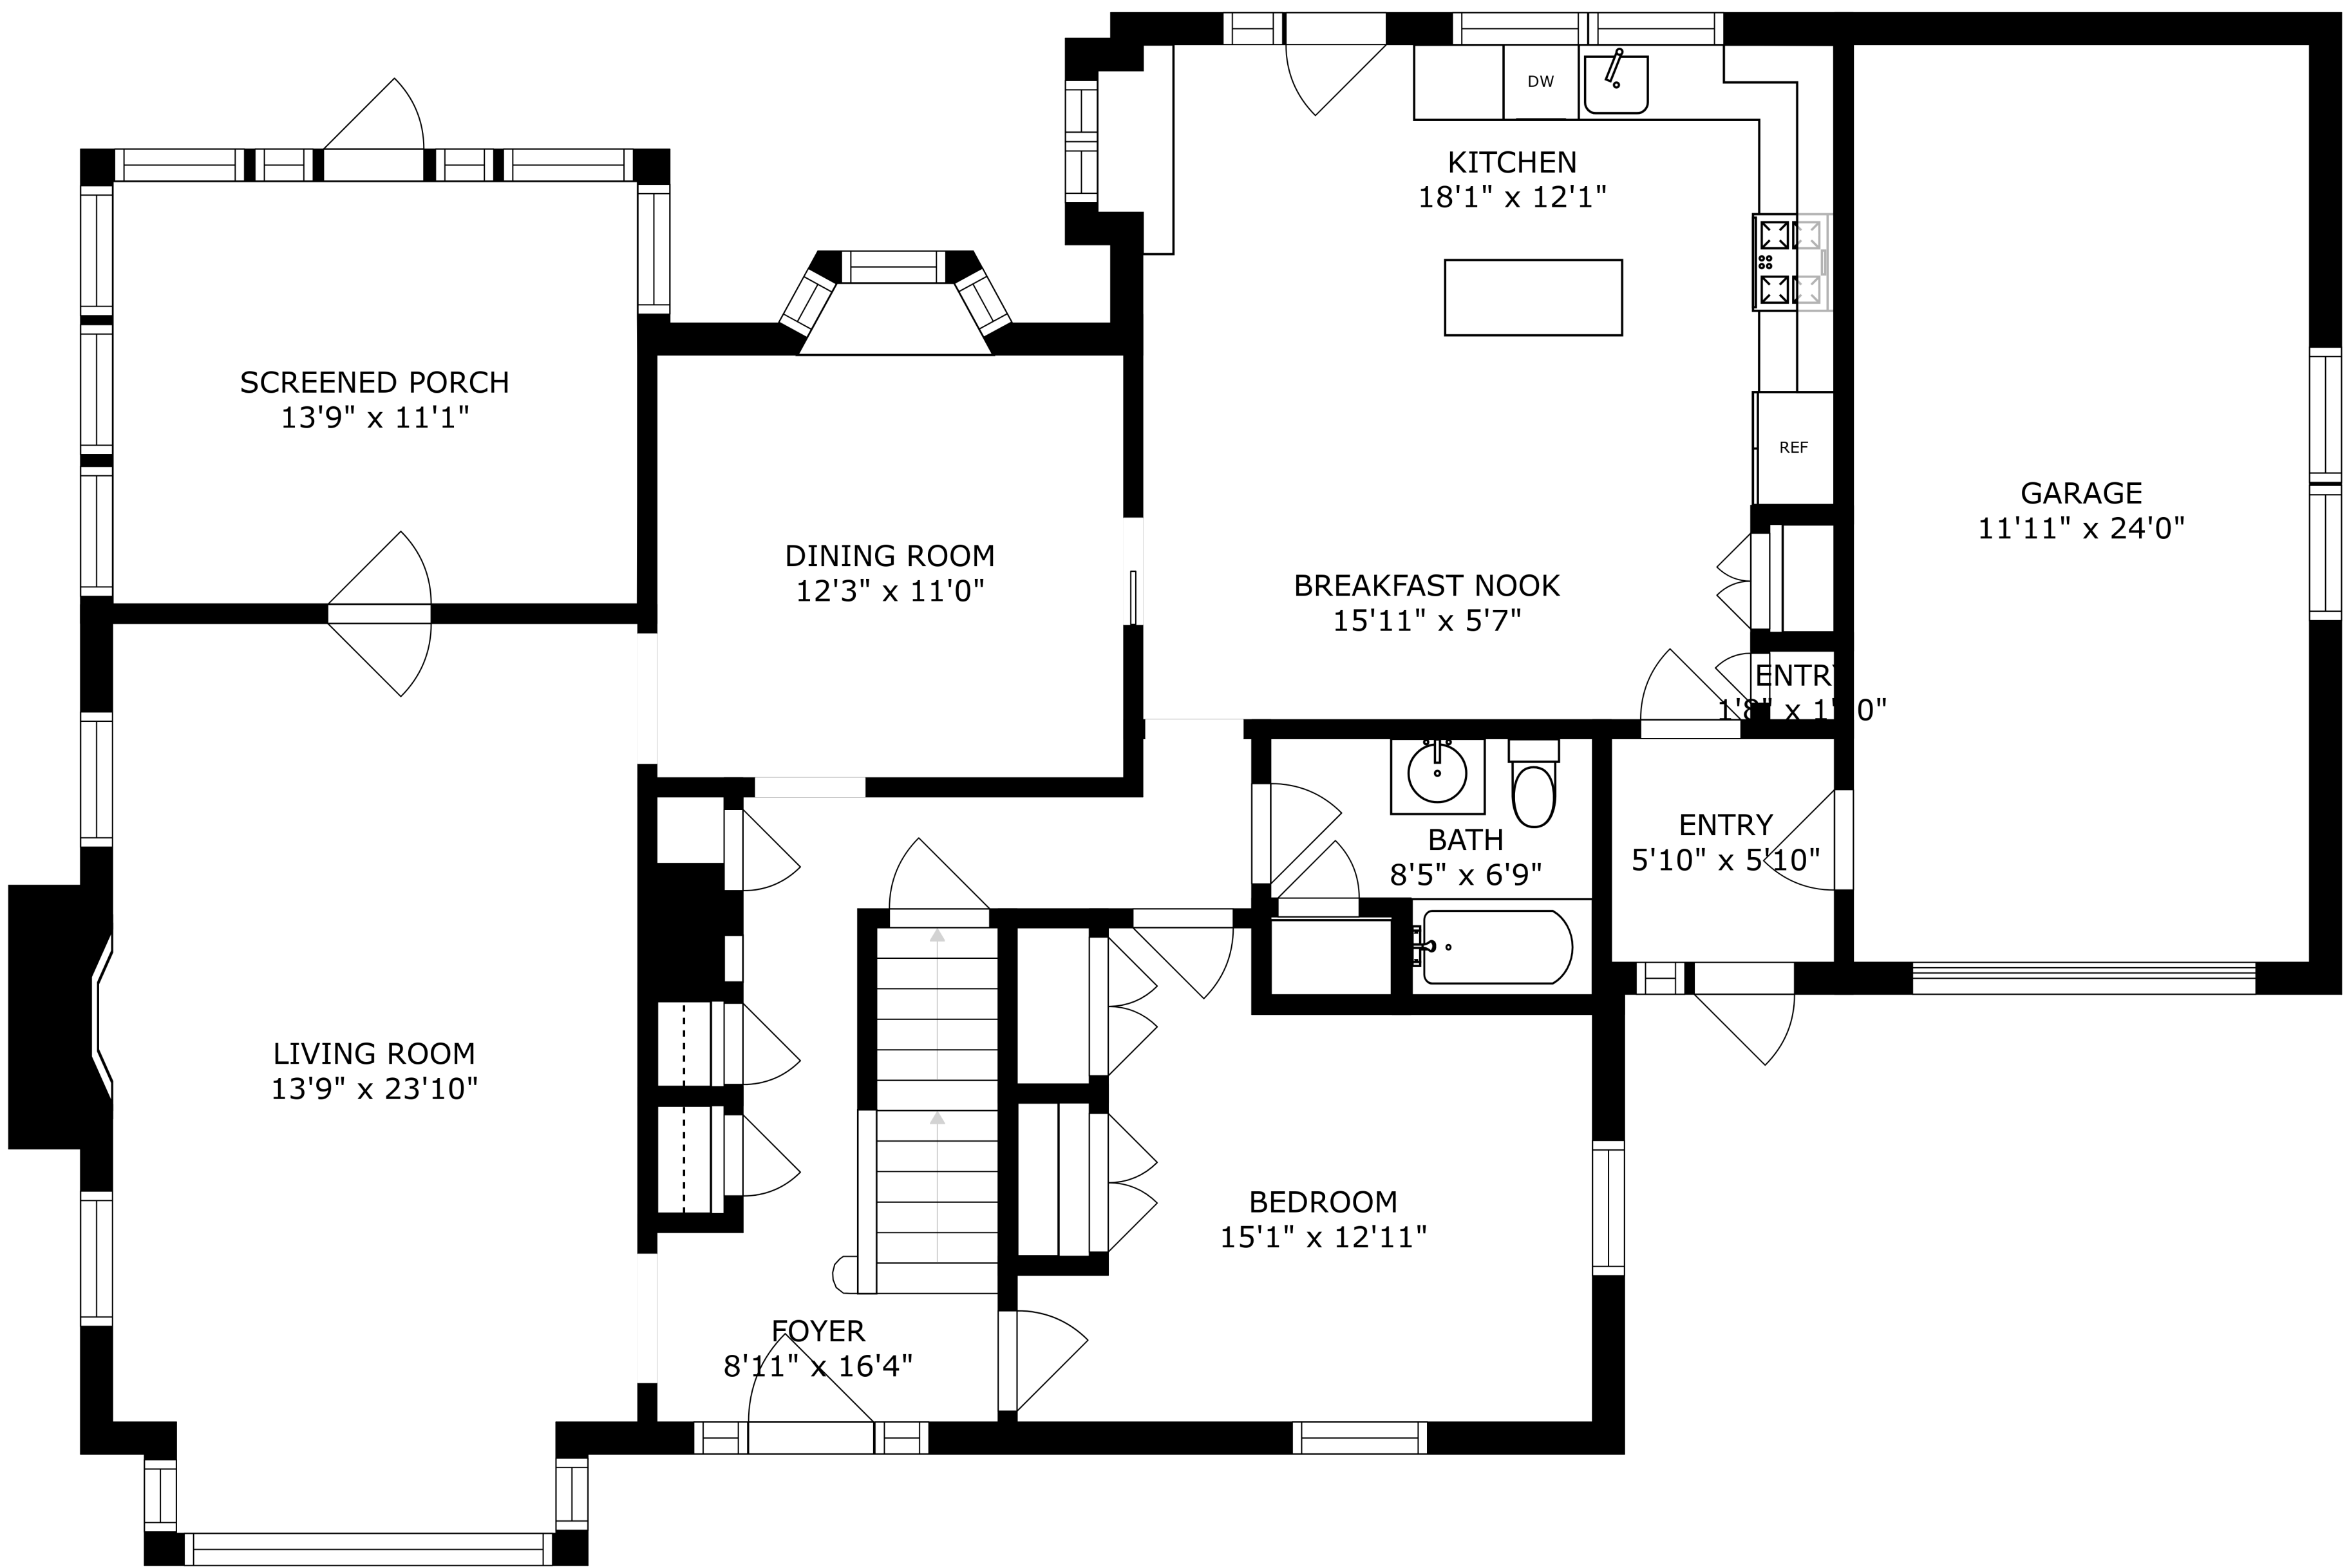 DW
KITCHEN
18'1" x 12'1"
SCREENED PORCH
13'9" x 11'1"
REF
GARAGE
11'11" x 24'0"
DINING ROOM
12'3" x 11'0"
BREAKFAST NOOK
15'11" x 5'7"
ENTRY
ENTRY
5'10" x 5'10"
BATH
8'5" x 6'9"
LIVING ROOM
13'9" x 23'10"
BEDROOM
15'1" x 12'11"
FOYER
8'11" x 16'4"